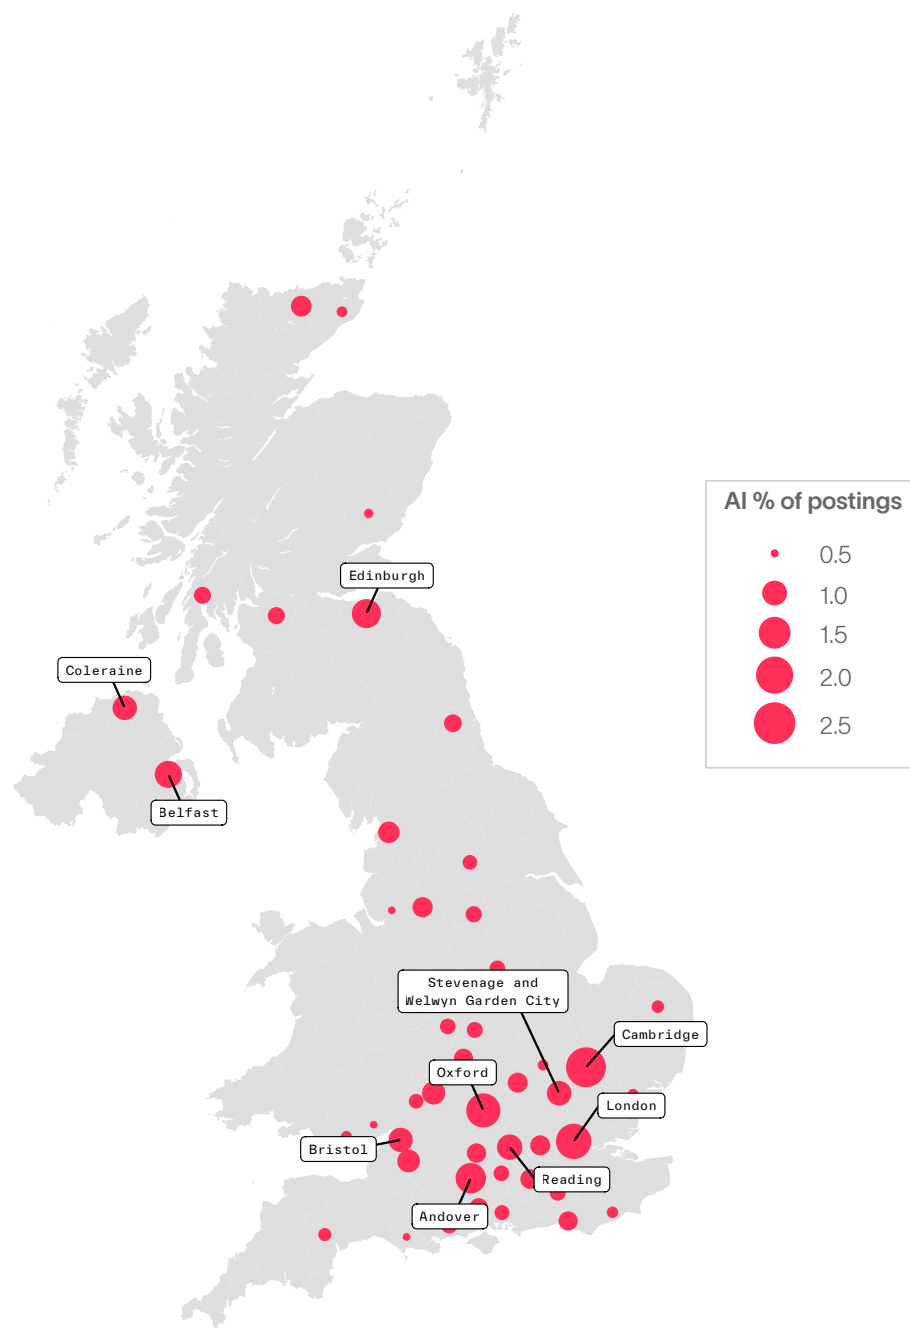 Edinburgh
AI % of postings
0.5
1.0
1.5
2.0
2.5
Coleraine
Belfast
Stevenage and
Welwyn Garden City
Cambridge
Oxford
London
Bristol
Reading
Andover